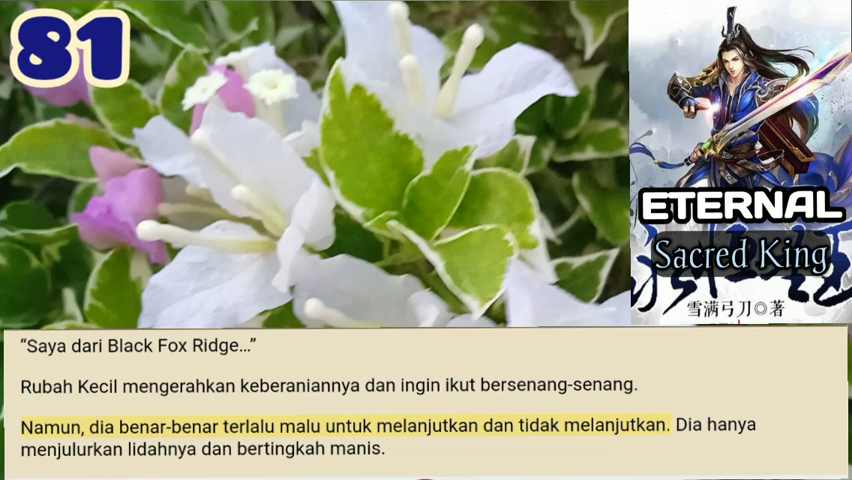 81
ETERNAL
Sacred King
雪满弓刀◎著
“Saya dari Black Fox Ridge...”
Rubah Kecil mengerahkan keberaniannya dan ingin ikut bersenang-senang.
Namun, dia benar-benar terlalu malu untuk melanjutkan dan tidak melanjutkan. Dia hanya
menjulurkan lidahnya dan bertingkah manis.